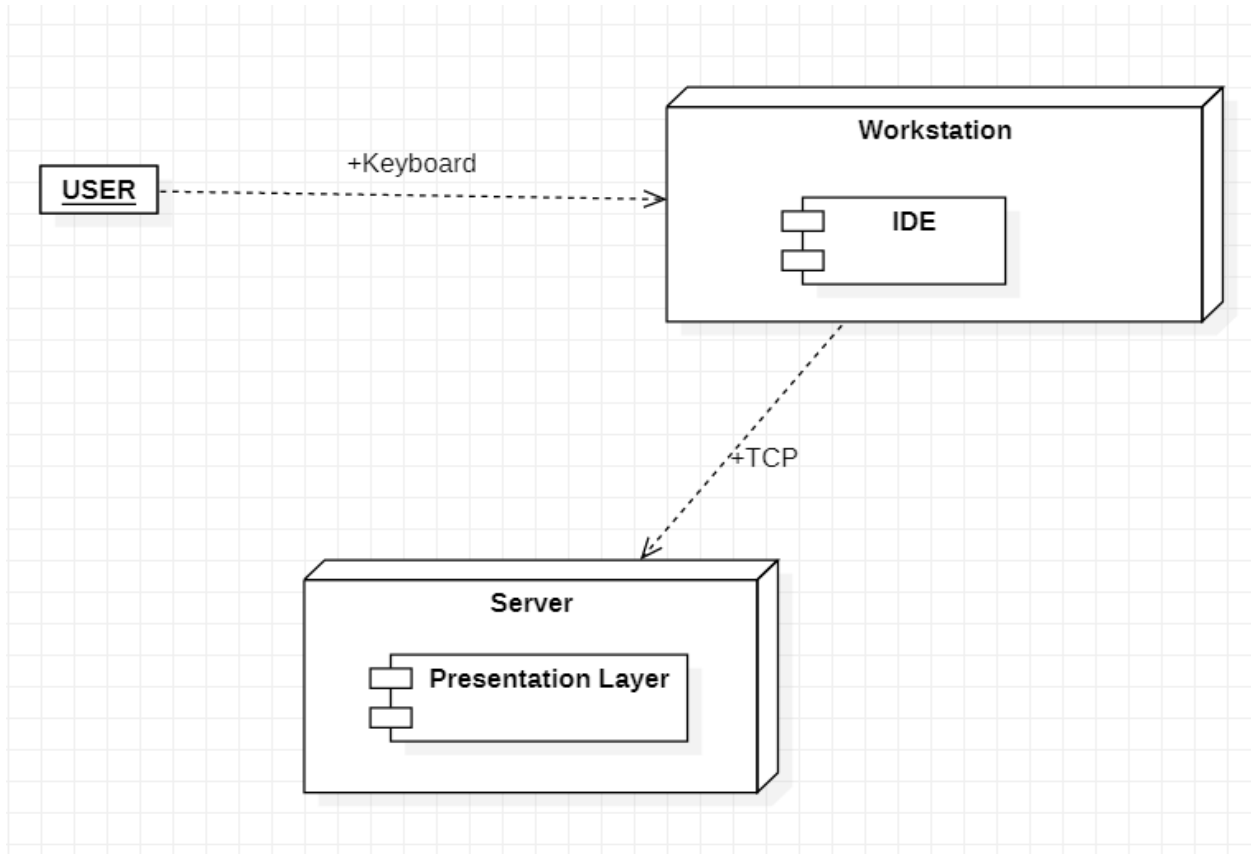 Workstation
+Keyboard
USER
IDE
+TCP
Server
Presentation Layer